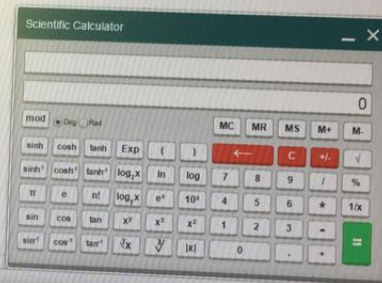 Scientific Calculator
0
mod Deg Rad MC MR MS M+ M-
sinh cosh tanh Exp ( ) ← C +/- √
sinh⁻¹ cosh⁻¹ tanh⁻¹ log₂x ln log 7 8 9 / %
π e n! logᵧx eˣ 10ˣ 4 5 6 * 1/x
sin cos tan xʸ x³ x² 1 2 3 - =
sin⁻¹ cos⁻¹ tan⁻¹ ʸ√x ³√ |x| 0 . +